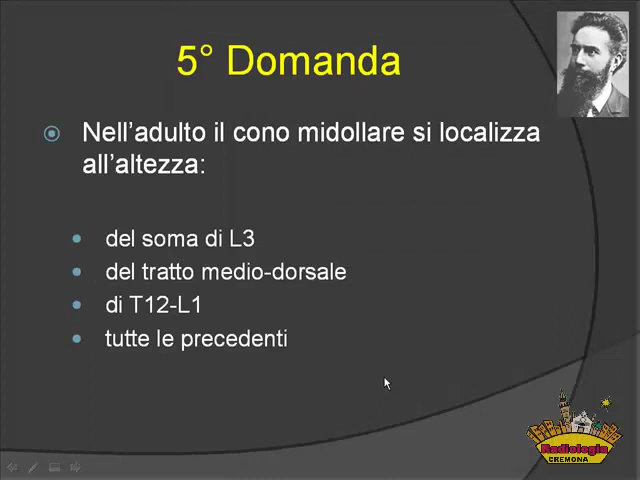 5° Domanda
Nell'adulto il cono midollare si localizza
all'altezza:
del soma di L3
del tratto medio-dorsale
di T12-L1
tutte le precedenti
Radiologia
CREMONA